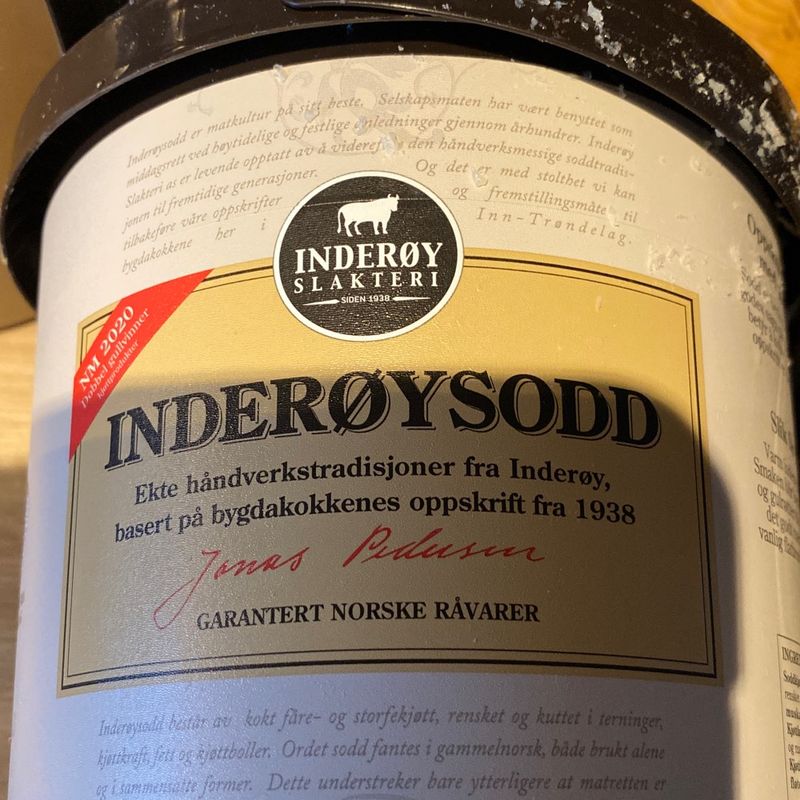 Inderøysodd er matkultur på sitt beste. Selskapsmaten har vært benyttet som
middagsrett ved høytidelige og festlige anledninger gjennom århundrer. Inderøy
Slakteri as er levende opptatt av å videreføre den håndverksmessige soddtradis-
jonen til fremtidige generasjoner. Og det er med stolthet vi kan
tilbakeføre våre oppskrifter og fremstillingsmåte til
bygdakokkene her i Inn-Trøndelag.
INDERØY
SLAKTERI
SIDEN 1938
NM 2020
Dobbel gullvinner
kjøttprodukter
INDERØYSODD
Ekte håndverkstradisjoner fra Inderøy,
basert på bygdakokkenes oppskrift fra 1938
Jonas Pedersen
GARANTERT NORSKE RÅVARER
Inderøysodd består av kokt fåre- og storfekjøtt, rensket og kuttet i terninger,
kjøttkraft, fett og kjøttboller. Ordet sodd fantes i gammelnorsk, både brukt alene
og i sammensatte former. Dette understreker bare ytterligere at matretten er